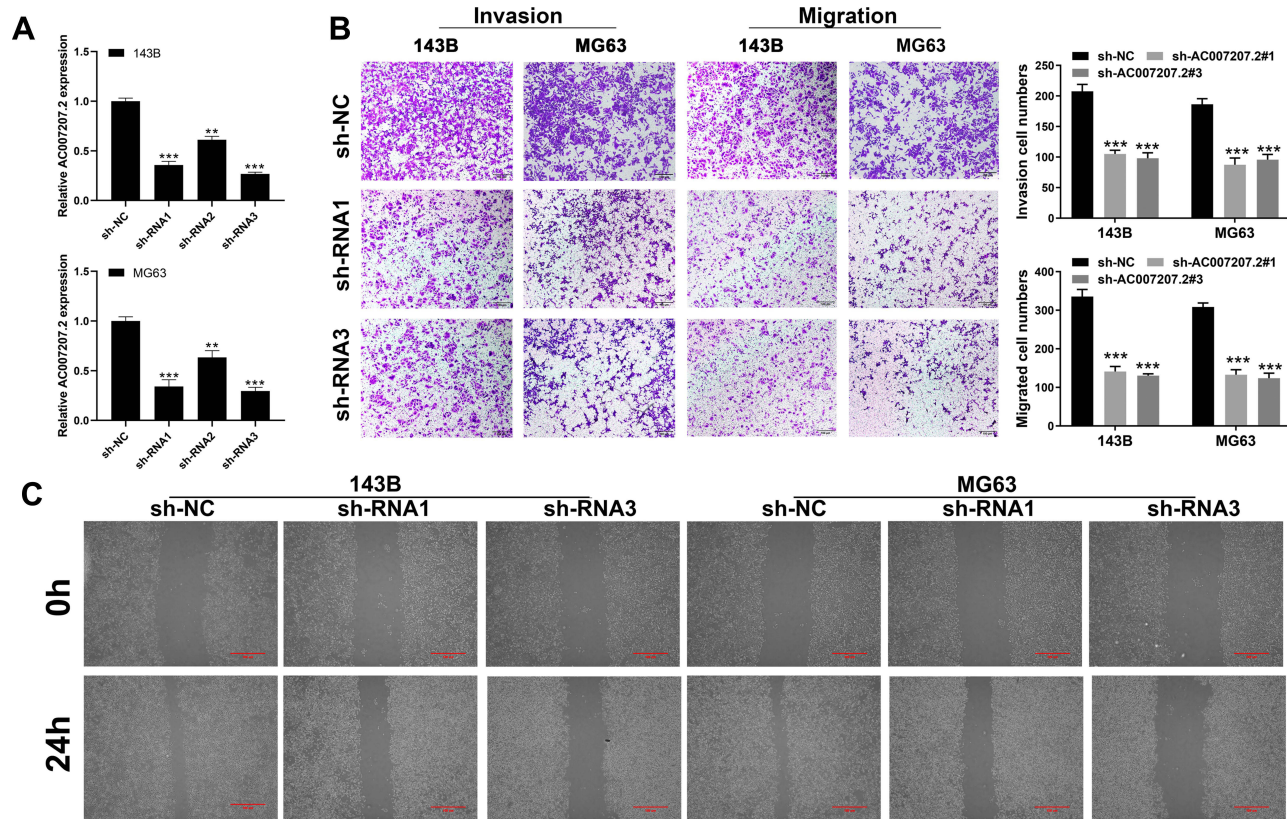 A
Relative AC007207.2 expression
143B
1.5
1.0
0.5
0.0
***
**
***
sh-NC
sh-RNA1
sh-RNA2
sh-RNA3
Relative AC007207.2 expression
MG63
1.5
1.0
0.5
0.0
***
**
***
sh-NC
sh-RNA1
sh-RNA2
sh-RNA3
B
Invasion
Migration
143B
MG63
143B
MG63
sh-NC
sh-RNA1
sh-RNA3
sh-NC
sh-AC007207.2#1
sh-AC007207.2#3
Invasion cell numbers
250
200
150
100
50
0
*** ***
*** ***
143B
MG63
sh-NC
sh-AC007207.2#1
sh-AC007207.2#3
Migrated cell numbers
400
300
200
100
0
*** ***
*** ***
143B
MG63
C
143B
MG63
sh-NC
sh-RNA1
sh-RNA3
sh-NC
sh-RNA1
sh-RNA3
0h
24h